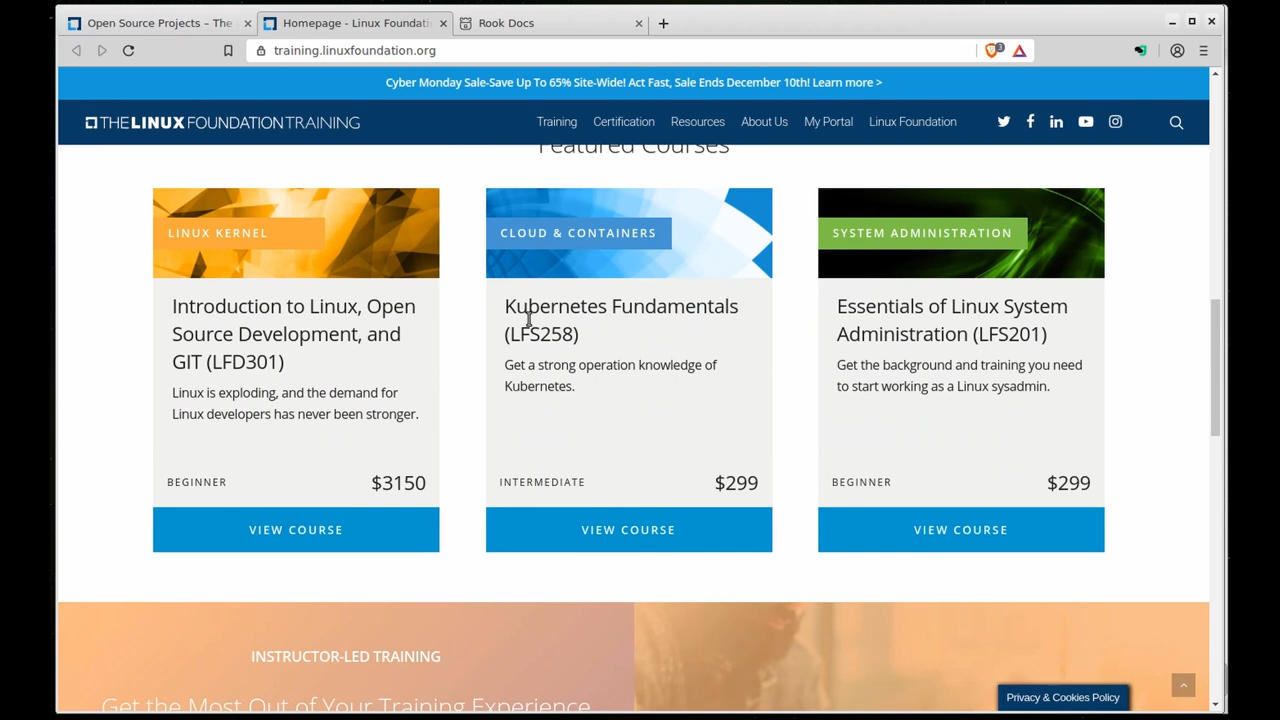 Open Source Projects – The
Homepage - Linux Foundati
Rook Docs
training.linuxfoundation.org
3
Cyber Monday Sale-Save Up To 65% Site-Wide! Act Fast, Sale Ends December 10th! Learn more >
THE LINUX FOUNDATION TRAINING
Training Certification Resources About Us My Portal Linux Foundation
Featured Courses
LINUX KERNEL
Introduction to Linux, Open
Source Development, and
GIT (LFD301)
Linux is exploding, and the demand for
Linux developers has never been stronger.
BEGINNER $3150
VIEW COURSE
CLOUD & CONTAINERS
Kubernetes Fundamentals
(LFS258)
Get a strong operation knowledge of
Kubernetes.
INTERMEDIATE $299
VIEW COURSE
SYSTEM ADMINISTRATION
Essentials of Linux System
Administration (LFS201)
Get the background and training you need
to start working as a Linux sysadmin.
BEGINNER $299
VIEW COURSE
INSTRUCTOR-LED TRAINING
Get the Most Out of Your Training Experience
Privacy & Cookies Policy